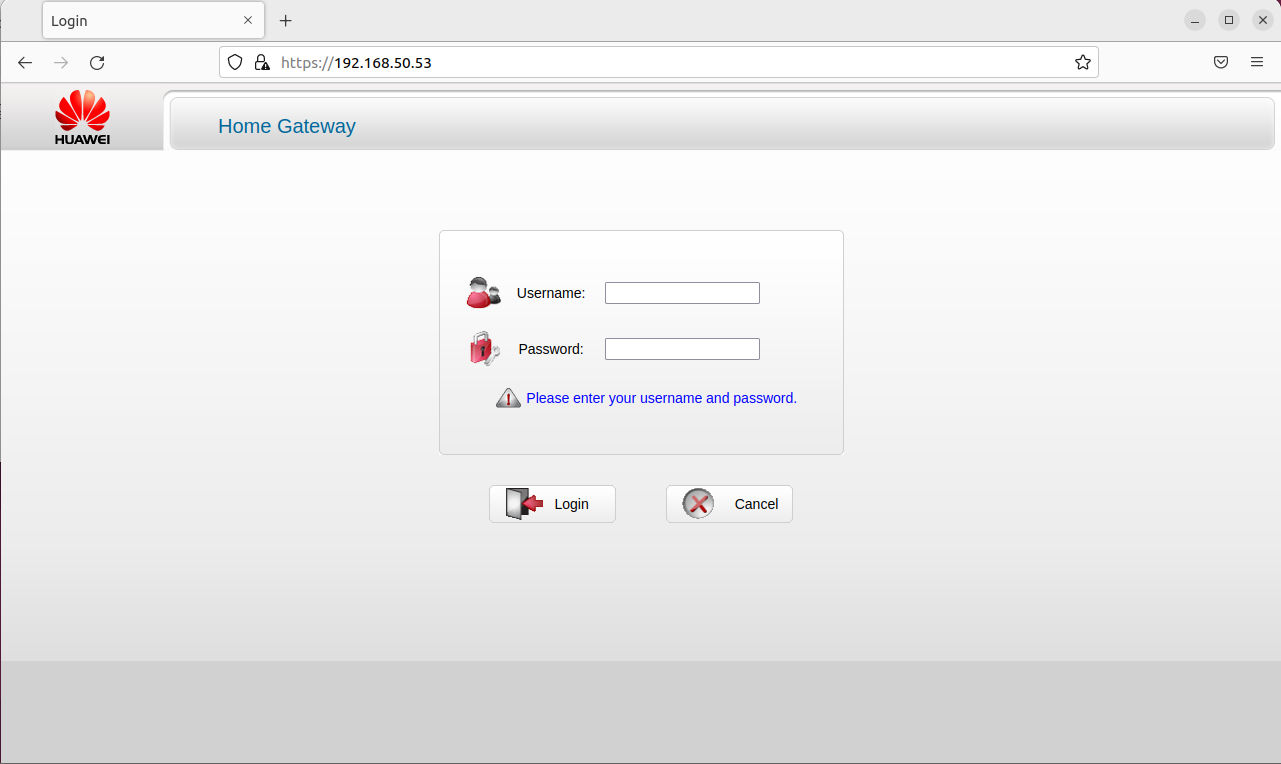 Login
https://192.168.50.53
HUAWEI
Home Gateway
Username:
Password:
Please enter your username and password.
Login
Cancel